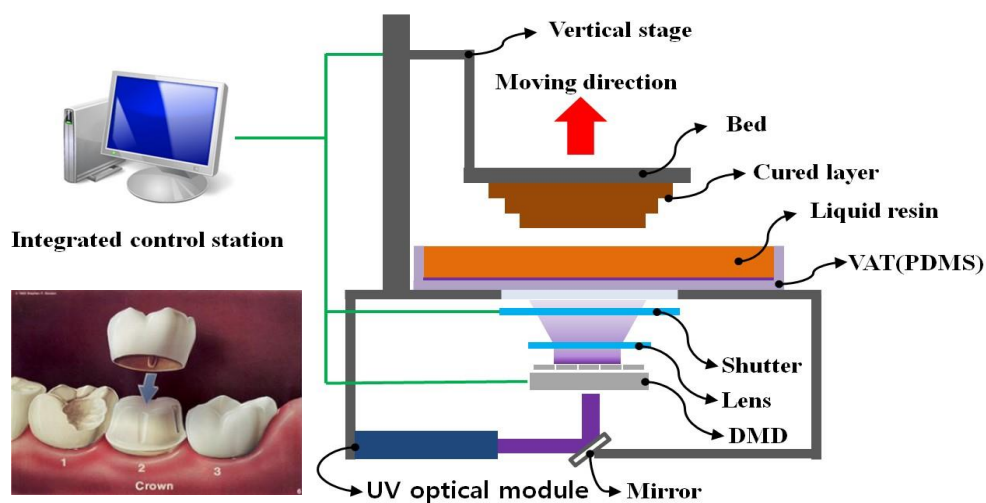 Vertical stage
Moving direction
Bed
Cured layer
Liquid resin
VAT(PDMS)
Integrated control station
Shutter
Lens
DMD
UV optical module
Mirror
1
2
3
Crown
6